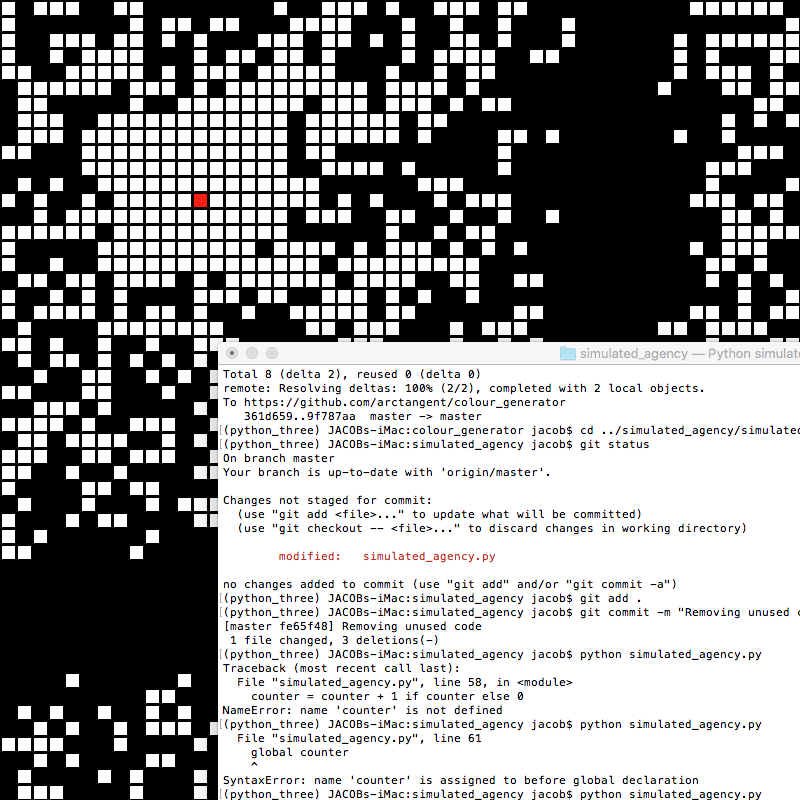 simulated_agency — Python simulat
Total 8 (delta 2), reused 0 (delta 0)
remote: Resolving deltas: 100% (2/2), completed with 2 local objects.
To https://github.com/arctangent/colour_generator
   361d659..9f787aa  master -> master
[(python_three) JACOBs-iMac:colour_generator jacob$ cd ../simulated_agency/simulated
[(python_three) JACOBs-iMac:simulated_agency jacob$ git status
On branch master
Your branch is up-to-date with 'origin/master'.
Changes not staged for commit:
  (use "git add <file>..." to update what will be committed)
  (use "git checkout -- <file>..." to discard changes in working directory)
        modified:   simulated_agency.py
no changes added to commit (use "git add" and/or "git commit -a")
[(python_three) JACOBs-iMac:simulated_agency jacob$ git add .
[(python_three) JACOBs-iMac:simulated_agency jacob$ git commit -m "Removing unused c
[master fe65f48] Removing unused code
 1 file changed, 3 deletions(-)
[(python_three) JACOBs-iMac:simulated_agency jacob$ python simulated_agency.py
Traceback (most recent call last):
  File "simulated_agency.py", line 58, in <module>
    counter = counter + 1 if counter else 0
NameError: name 'counter' is not defined
[(python_three) JACOBs-iMac:simulated_agency jacob$ python simulated_agency.py
  File "simulated_agency.py", line 61
    global counter
    ^
SyntaxError: name 'counter' is assigned to before global declaration
[(python_three) JACOBs-iMac:simulated_agency jacob$ python simulated_agency.py